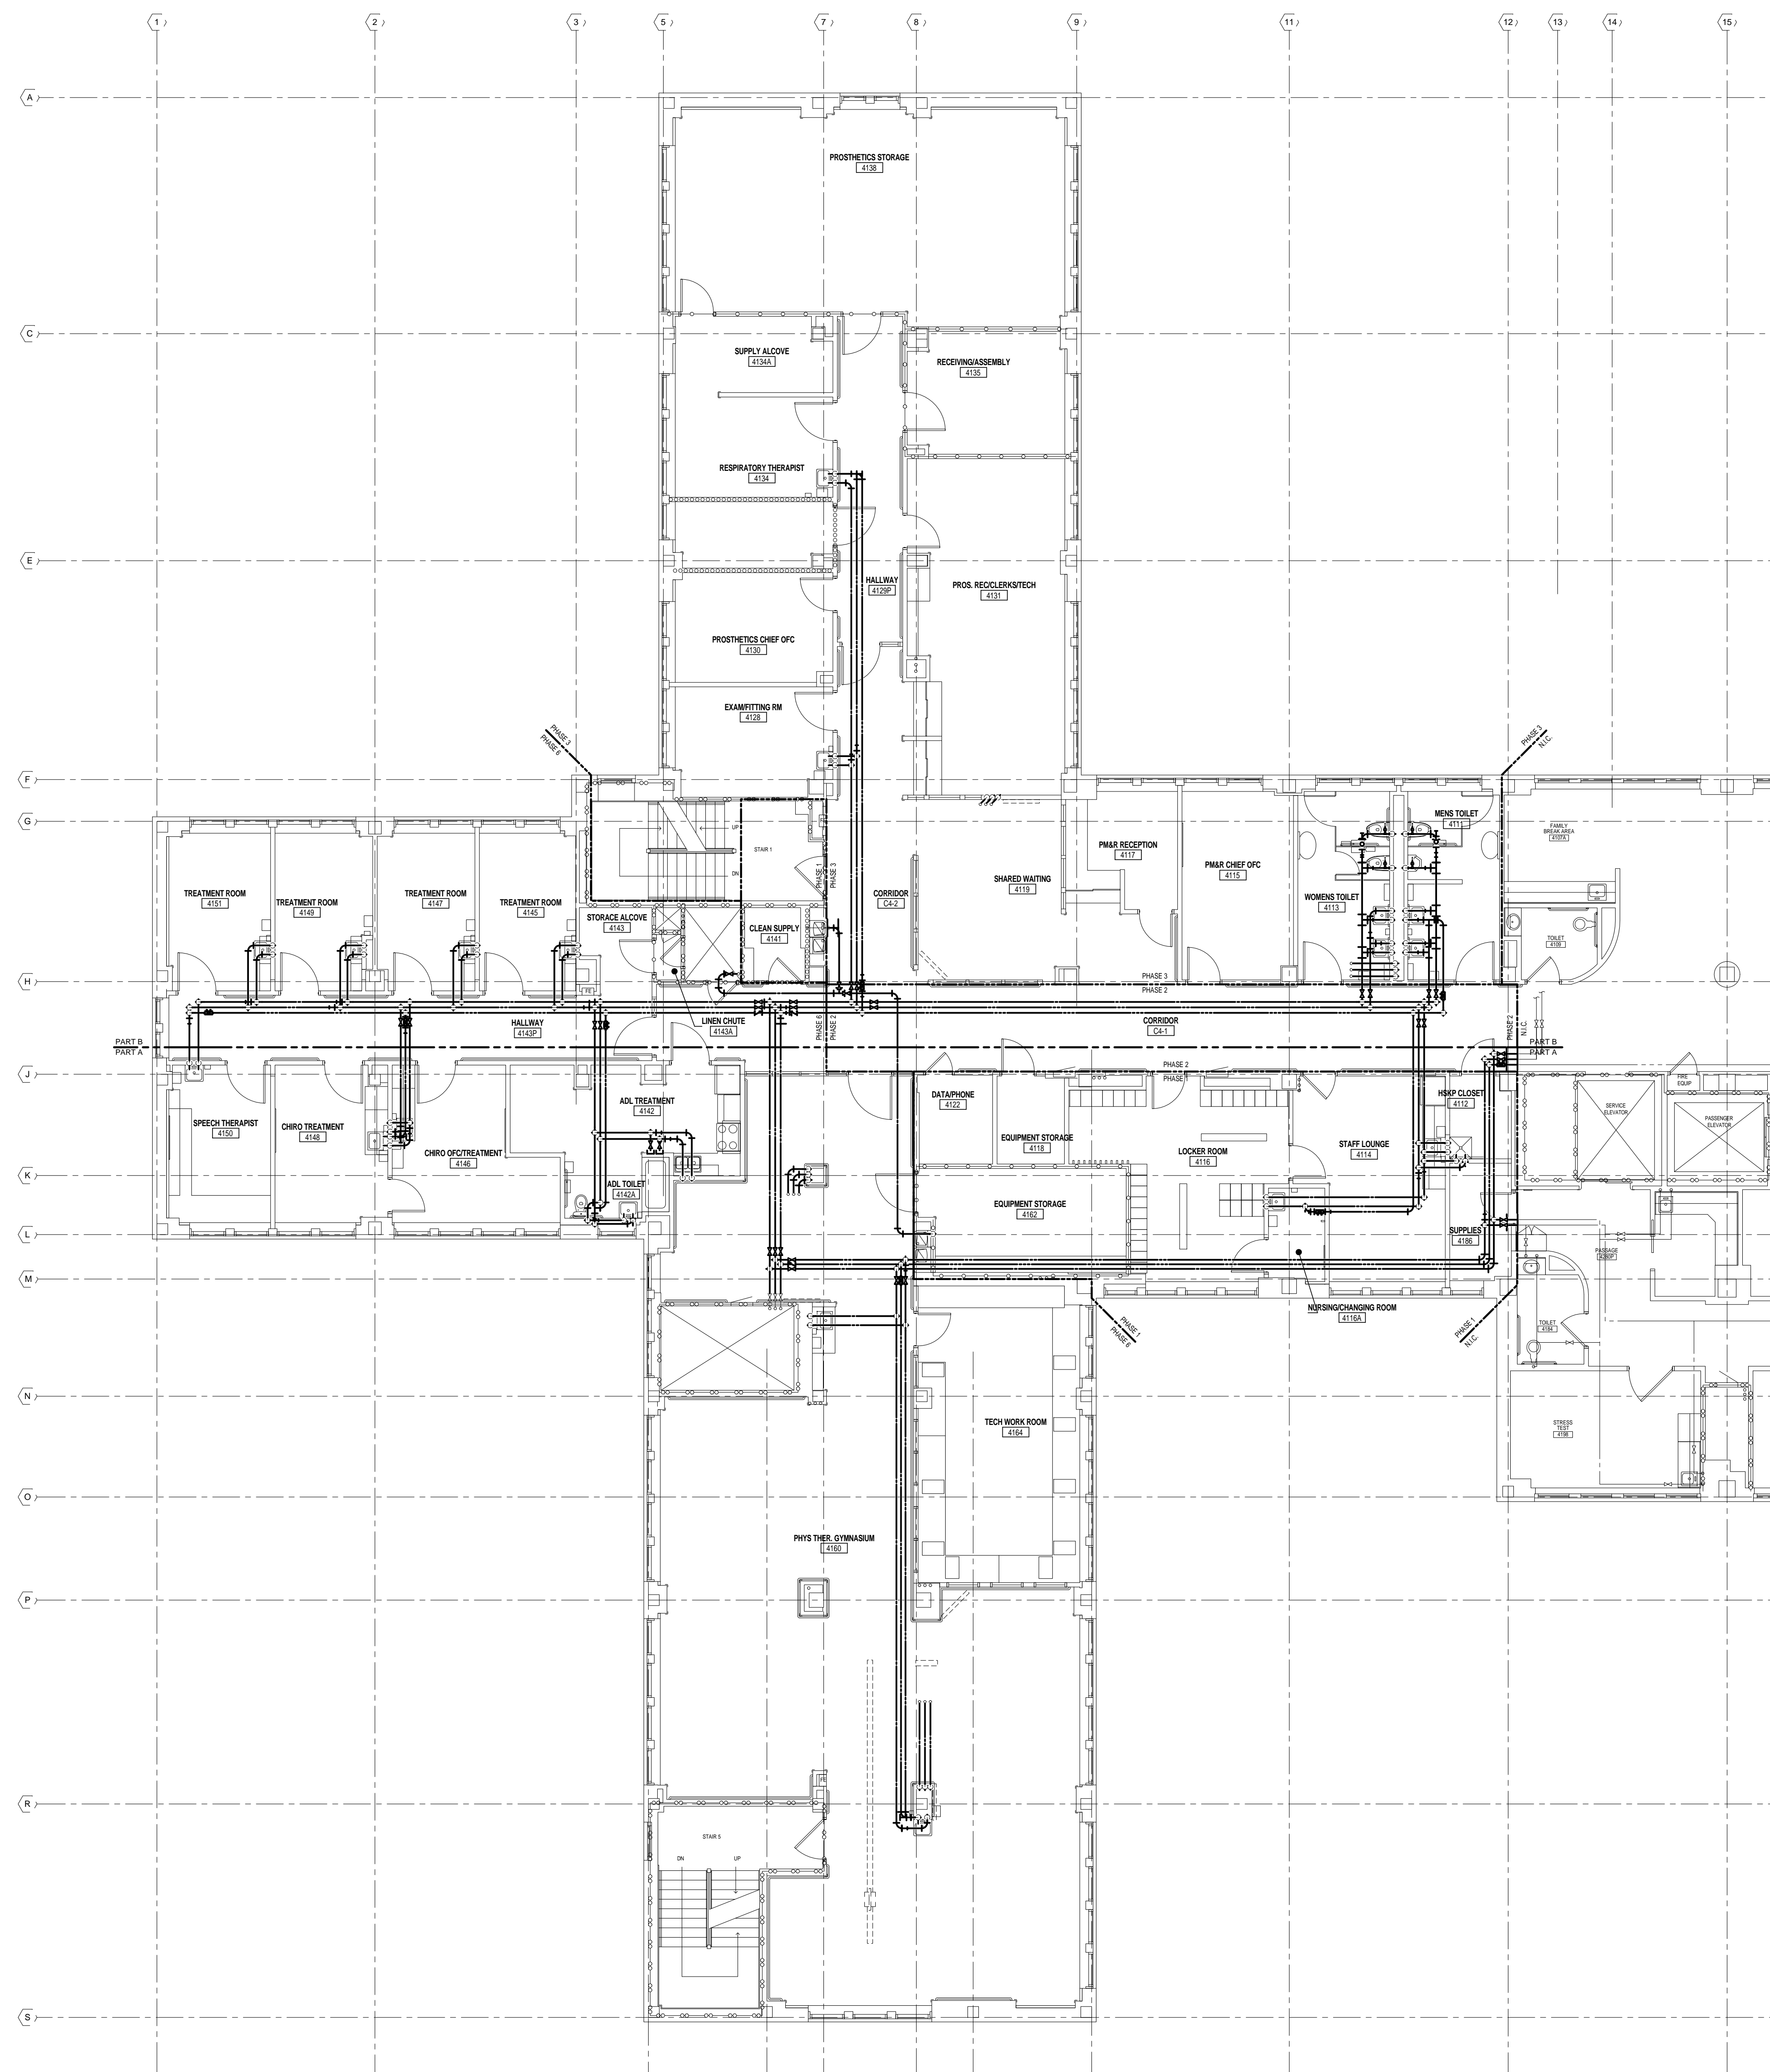 1
2
3
5
7
8
9
11
12
13
14
15
A
C
E
F
G
H
J
K
L
M
N
O
P
R
S
PROSTHETICS STORAGE
4138
SUPPLY ALCOVE
4134A
RECEIVING/ASSEMBLY
4135
RESPIRATORY THERAPIST
4134
HALLWAY
4129P
PROS. REC/CLERKS/TECH
4131
PROSTHETICS CHIEF OFC
4130
EXAM/FITTING RM
4128
PHASE 3
PHASE 6
PHASE 3
N.I.C.
UP
DN
STAIR 1
PHASE 1
PHASE 3
MENS TOILET
4111
FAMILY
BREAK AREA
4107A
PM&R RECEPTION
4117
PM&R CHIEF OFC
4115
SHARED WAITING
4119
CORRIDOR
C4-2
WOMENS TOILET
4113
TREATMENT ROOM
4151
TREATMENT ROOM
4149
TREATMENT ROOM
4147
TREATMENT ROOM
4145
STORACE ALCOVE
4143
CLEAN SUPPLY
4141
TOILET
4109
PHASE 3
PHASE 2
HALLWAY
4143P
LINEN CHUTE
4143A
PHASE 6
PHASE 2
CORRIDOR
C4-1
PHASE 2
N.I.C.
PART B
PART A
PART B
PART A
PHASE 2
PHASE 1
FIRE
EQUIP
SPEECH THERAPIST
4150
CHIRO TREATMENT
4148
CHIRO OFC/TREATMENT
4146
ADL TREATMENT
4142
DATA/PHONE
4122
EQUIPMENT STORAGE
4118
LOCKER ROOM
4116
STAFF LOUNGE
4114
HSKP CLOSET
4112
SERVICE
ELEVATOR
PASSENGER
ELEVATOR
ADL TOILET
4142A
EQUIPMENT STORAGE
4162
SUPPLIES
4186
PASSAGE
4260P
NURSING/CHANGING ROOM
4116A
PHASE 1
PHASE 6
PHASE 1
N.I.C.
TOILET
4184
TECH WORK ROOM
4164
STRESS
TEST
4198
PHYS THER. GYMNASIUM
4160
STAIR 5
DN
UP